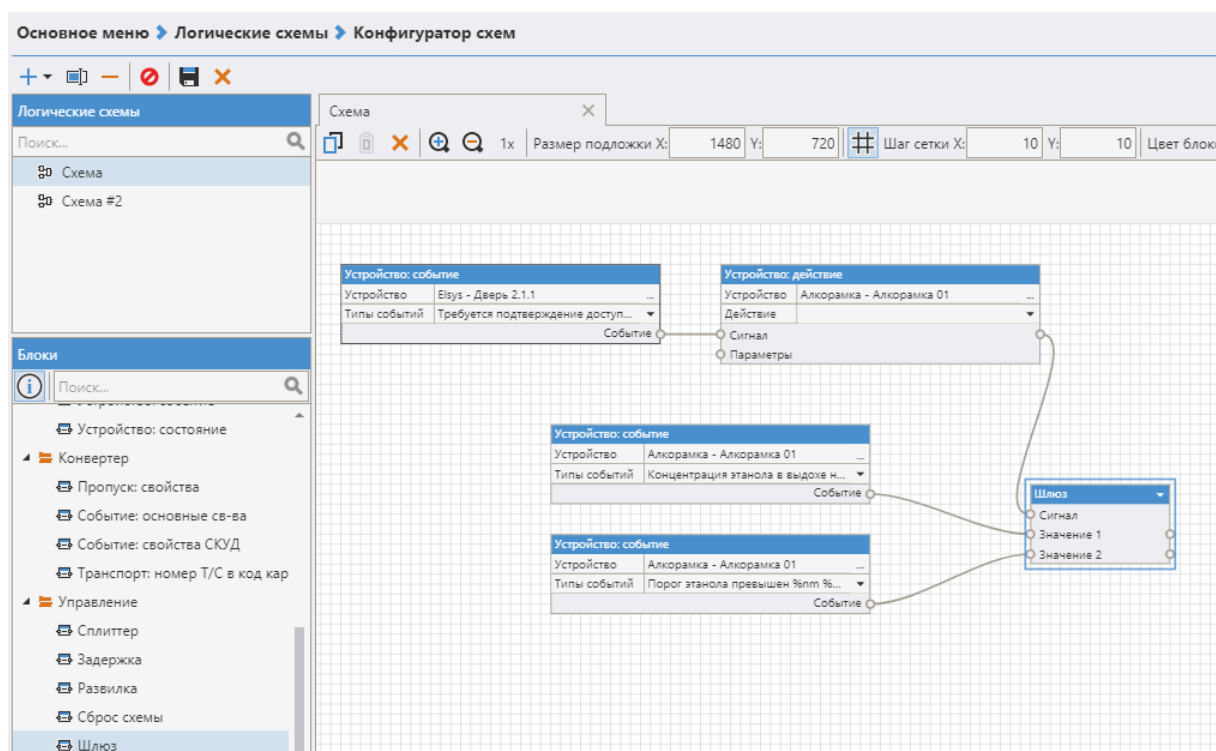 Основное меню Логические схемы Конфигуратор схем
Логические схемы
Поиск...
Схема
Схема #2
Блоки
Поиск...
Устройство: состояние
Конвертер
Пропуск: свойства
Событие: основные св-ва
Событие: свойства СКУД
Транспорт: номер Т/С в код кар
Управление
Сплиттер
Задержка
Развилка
Сброс схемы
Шлюз
Схема
1x Размер подложки X: 1480 Y: 720 Шаг сетки X: 10 Y: 10 Цвет блок
Устройство: событие
Устройство Elsys - Дверь 2.1.1 ...
Типы событий Требуется подтверждение доступ...
Событие
Устройство: действие
Устройство Алкорамка - Алкорамка 01 ...
Действие
Сигнал
Параметры
Устройство: событие
Устройство Алкорамка - Алкорамка 01 ...
Типы событий Концентрация этанола в выдохе н...
Событие
Устройство: событие
Устройство Алкорамка - Алкорамка 01 ...
Типы событий Порог этанола превышен %nm %...
Событие
Шлюз
Сигнал
Значение 1
Значение 2